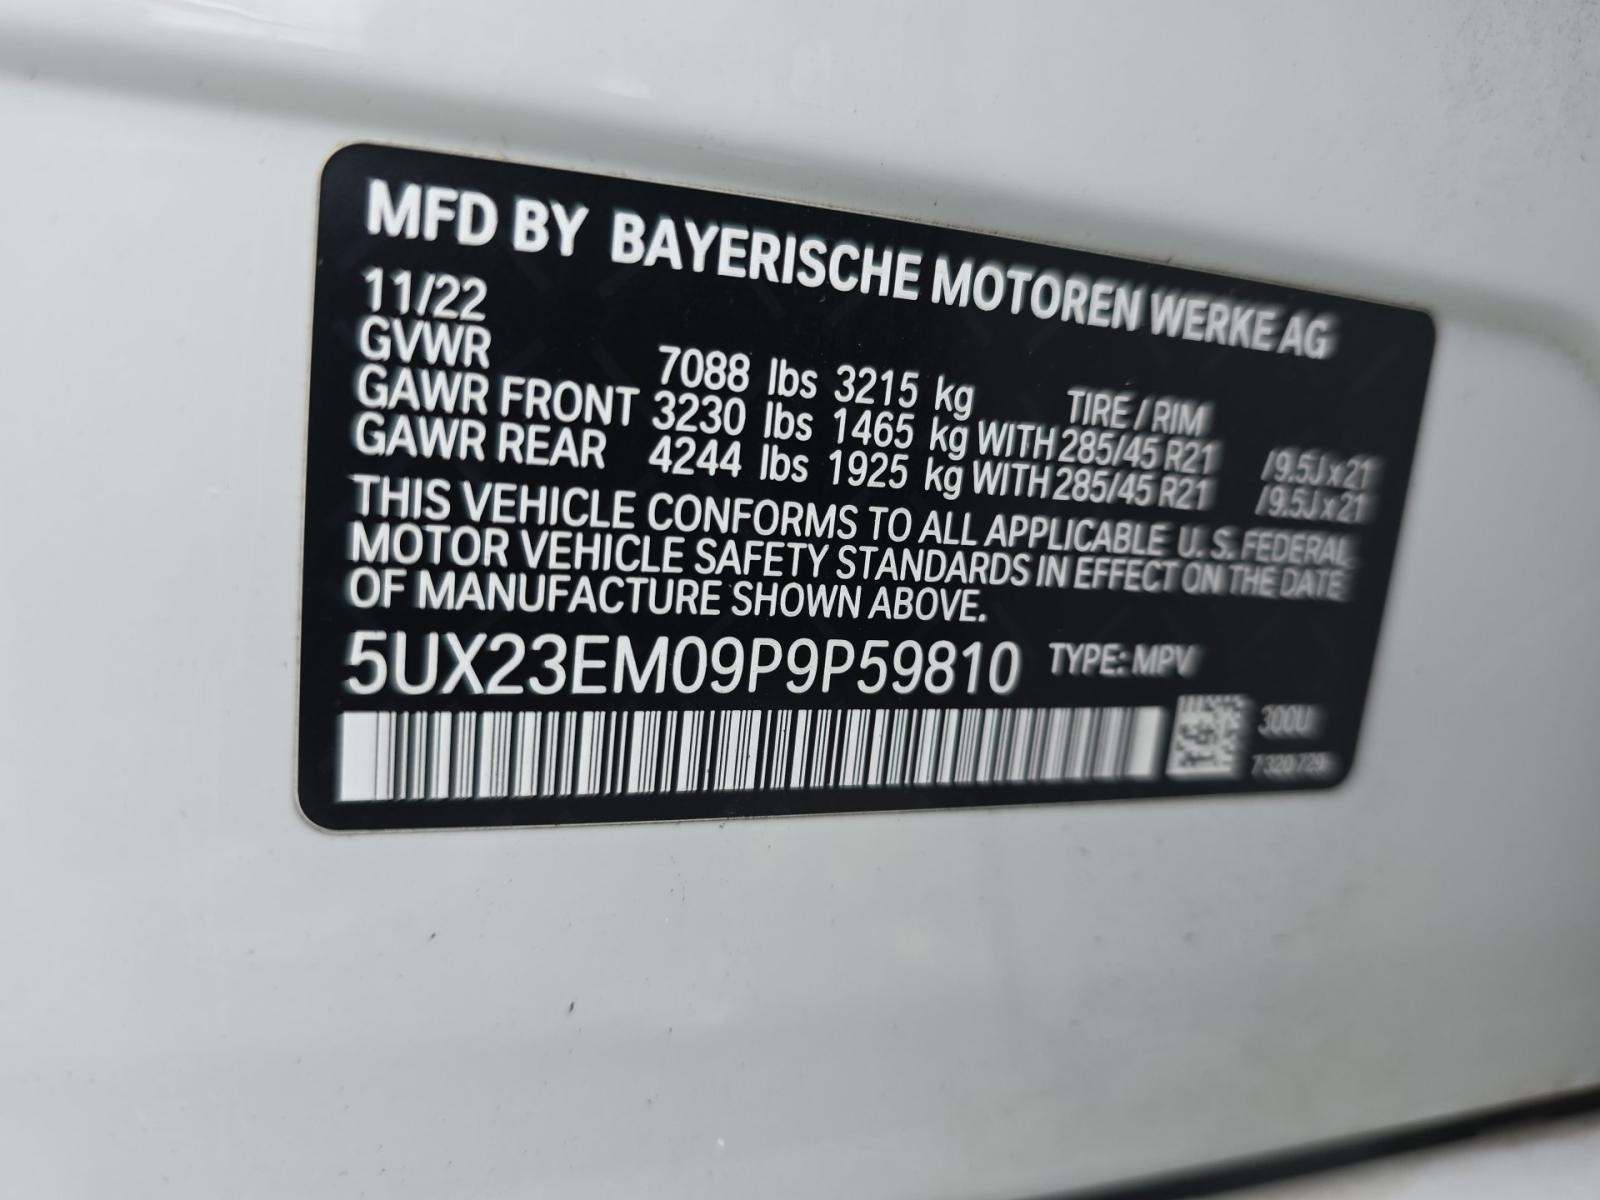 MFD BY BAYERISCHE MOTOREN WERKE AG
11/22
GVWR 7088 lbs 3215 kg TIRE / RIM
GAWR FRONT 3230 lbs 1465 kg WITH 285/45 R21 /9.5J x 21
GAWR REAR 4244 lbs 1925 kg WITH 285/45 R21 /9.5J x 21
THIS VEHICLE CONFORMS TO ALL APPLICABLE U. S. FEDERAL
MOTOR VEHICLE SAFETY STANDARDS IN EFFECT ON THE DATE
OF MANUFACTURE SHOWN ABOVE.
5UX23EM09P9P59810 TYPE: MPV
300U
7 320 729